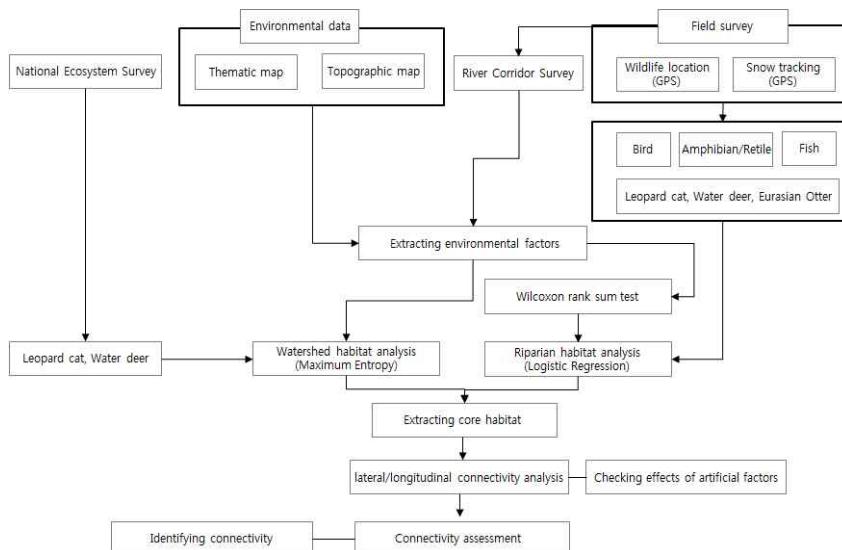 Environmental data
Field survey
National Ecosystem Survey
Thematic map
Topographic map
River Corridor Survey
Wildlife location
(GPS)
Snow tracking
(GPS)
Bird
Amphibian/Retile
Fish
Leopard cat, Water deer, Eurasian Otter
Extracting environmental factors
Wilcoxon rank sum test
Leopard cat, Water deer
Watershed habitat analysis
(Maximum Entropy)
Riparian habitat analysis
(Logistic Regression)
Extracting core habitat
lateral/longitudinal connectivity analysis
Checking effects of artificial factors
Identifying connectivity
Connectivity assessment